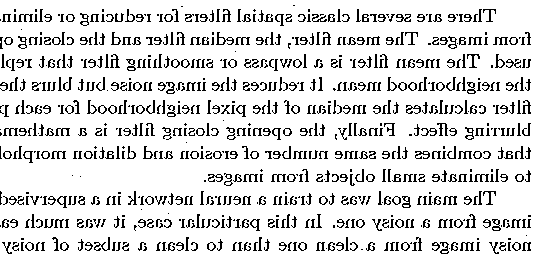 There are several classic spatial filters for reducing or elimina
from images. The mean filter, the median filter and the closing op
used. The mean filter is a lowpass or smoothing filter that repl
the neighborhood mean. It reduces the image noise but blurs the
filter calculates the median of the pixel neighborhood for each p
blurring effect. Finally, the opening closing filter is a mathema
that combines the same number of erosion and dilation morphol
to eliminate small objects from images.
The main goal was to train a neural network in a supervised
image from a noisy one. In this particular case, it was much ea
noisy image from a clean one than to clean a subset of noisy